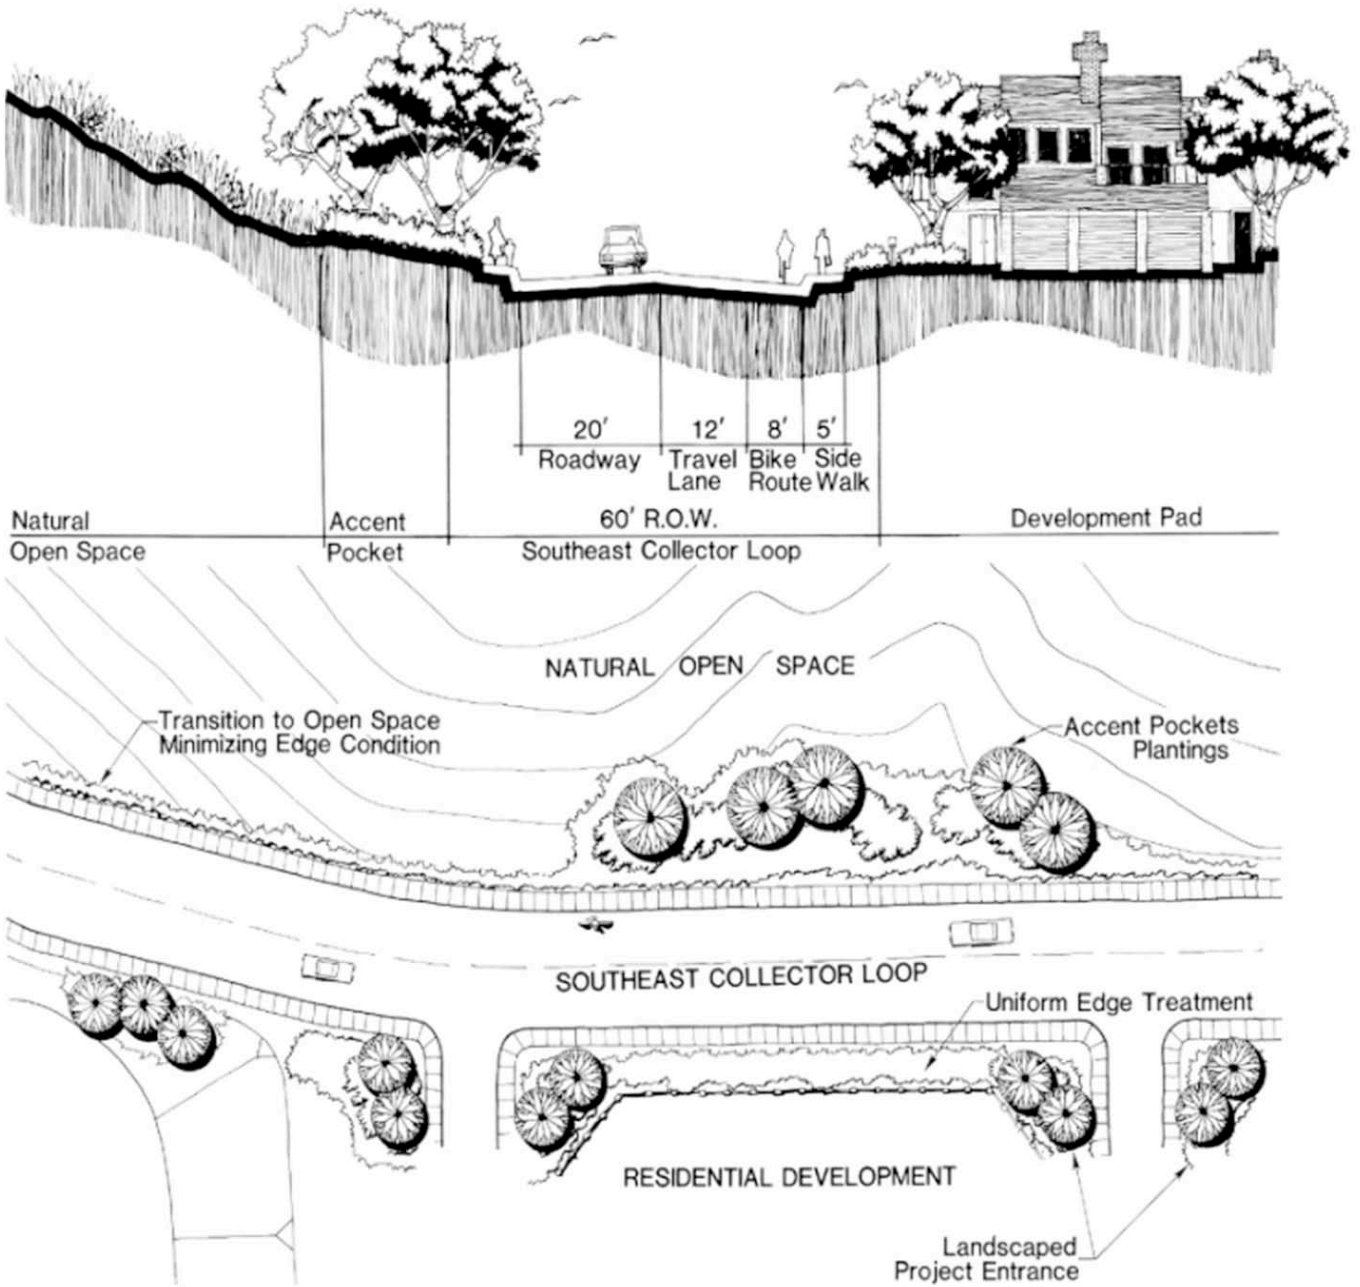 20' 12' 8' 5'
Roadway Travel Bike Side
Lane Route Walk
Natural Accent 60' R.O.W. Development Pad
Open Space Pocket Southeast Collector Loop
NATURAL OPEN SPACE
Transition to Open Space
Minimizing Edge Condition
Accent Pockets
Plantings
SOUTHEAST COLLECTOR LOOP
Uniform Edge Treatment
RESIDENTIAL DEVELOPMENT
Landscaped
Project Entrance